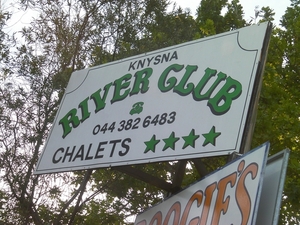 KNYSNA
RIVER CLUB
&
044 382 6483
CHALETS ★★★★